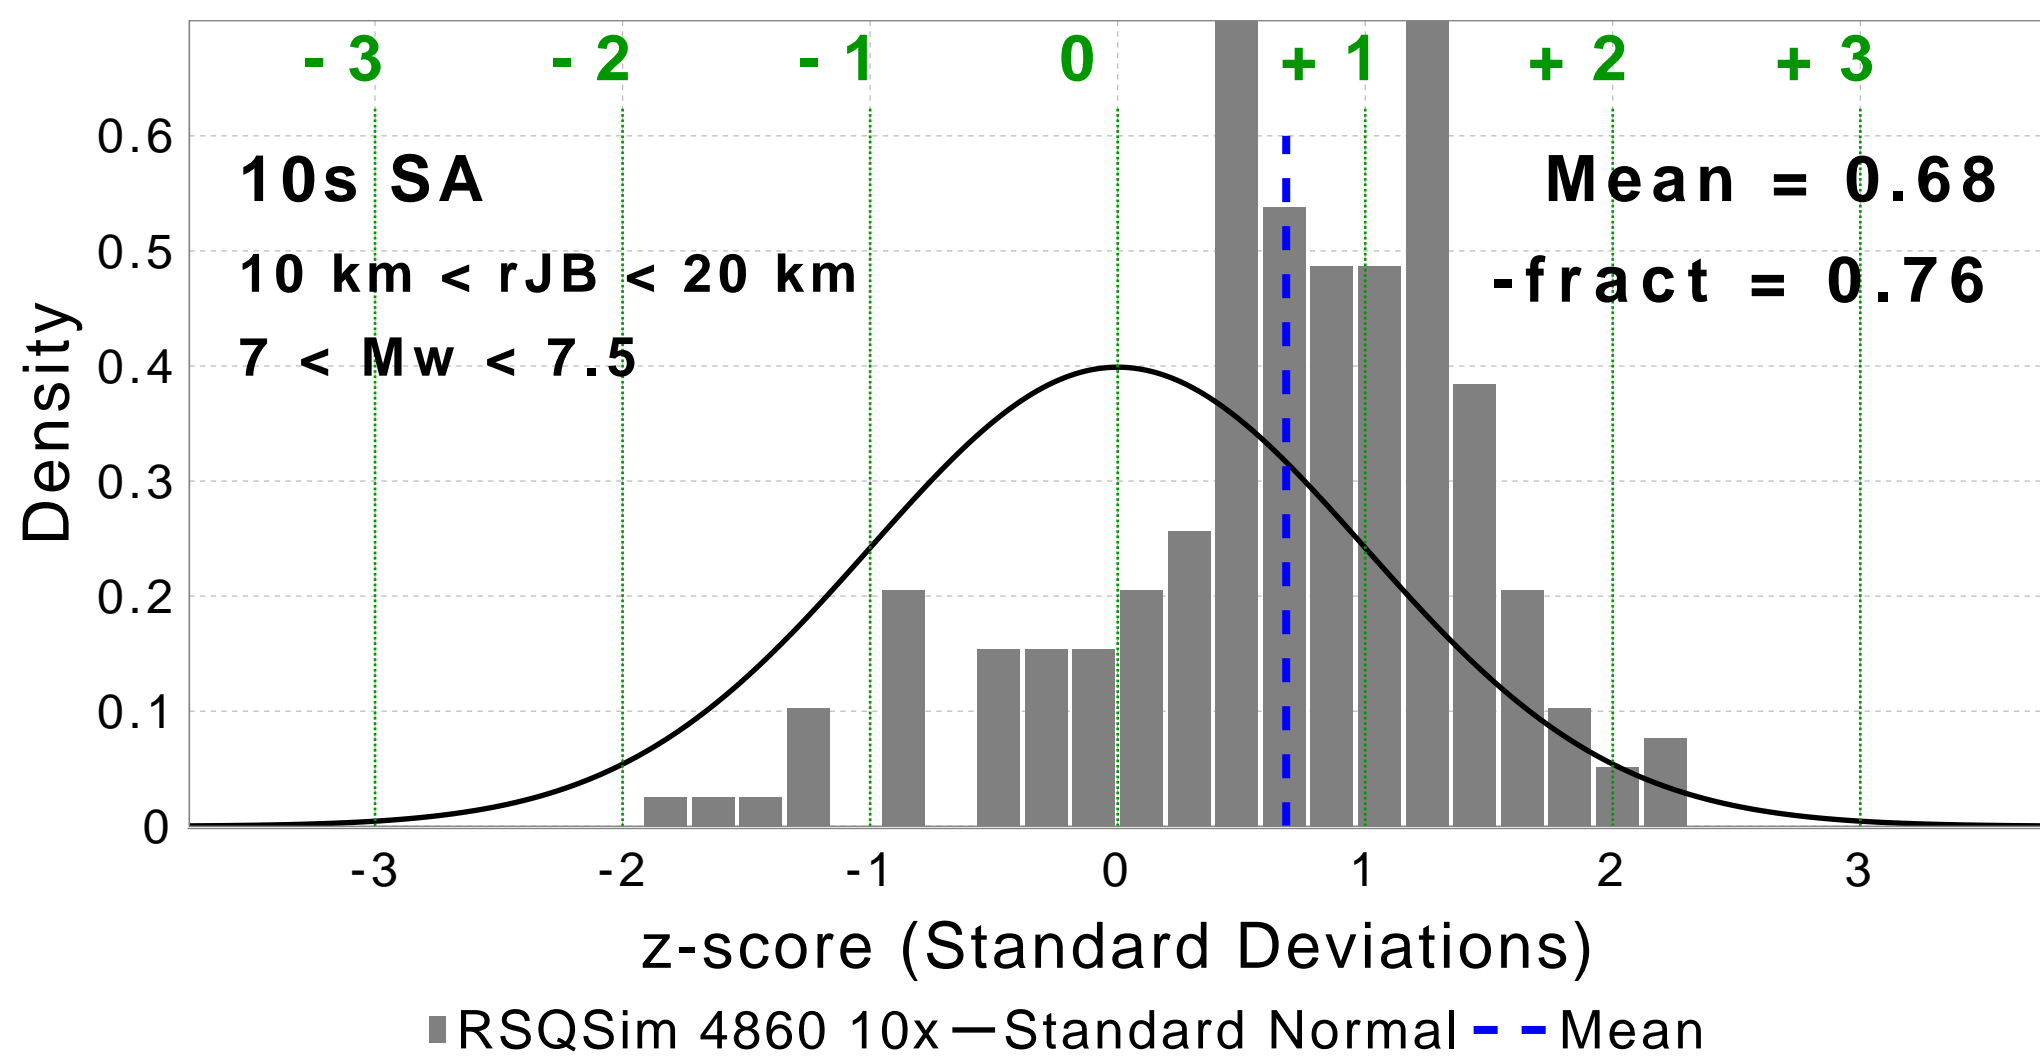 - 3 - 2 - 1 0 + 1 + 2 + 3
0.6
0.5
0.4
0.3
0.2
0.1
0
Density
10s SA
10 km < rJB < 20 km
7 < Mw < 7.5
Mean = 0.68
-fract = 0.76
-3 -2 -1 0 1 2 3
z-score (Standard Deviations)
RSQSim 4860 10x Standard Normal Mean